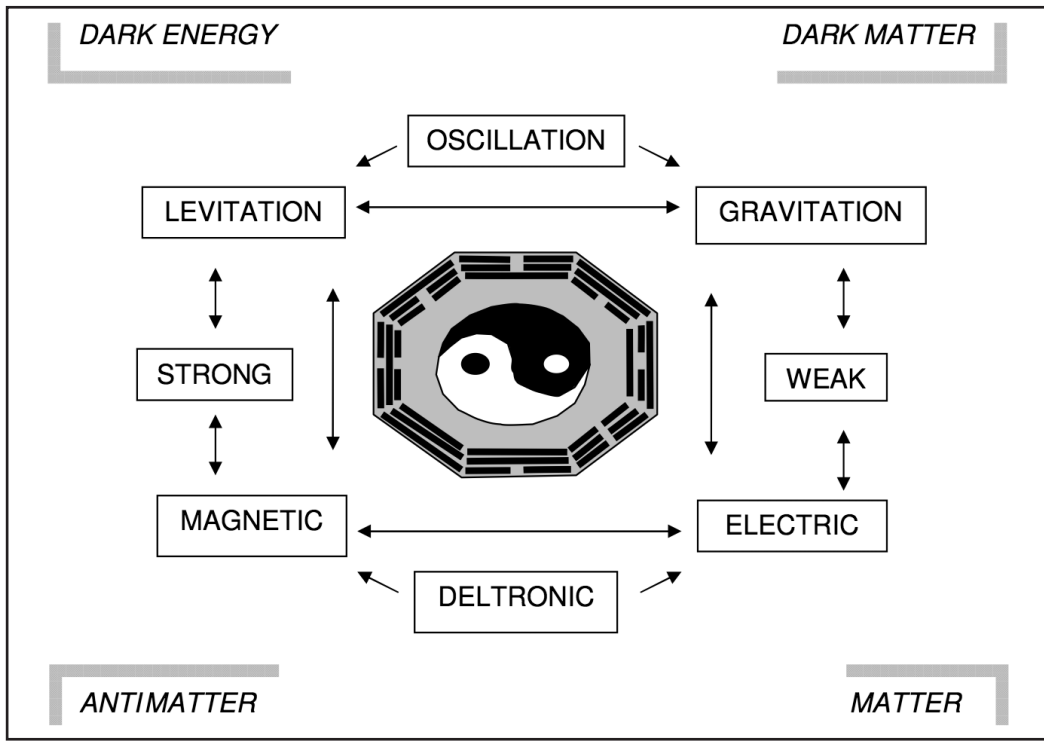 DARK ENERGY
DARK MATTER
OSCILLATION
LEVITATION
GRAVITATION
STRONG
WEAK
MAGNETIC
ELECTRIC
DELTRONIC
ANTIMATTER
MATTER